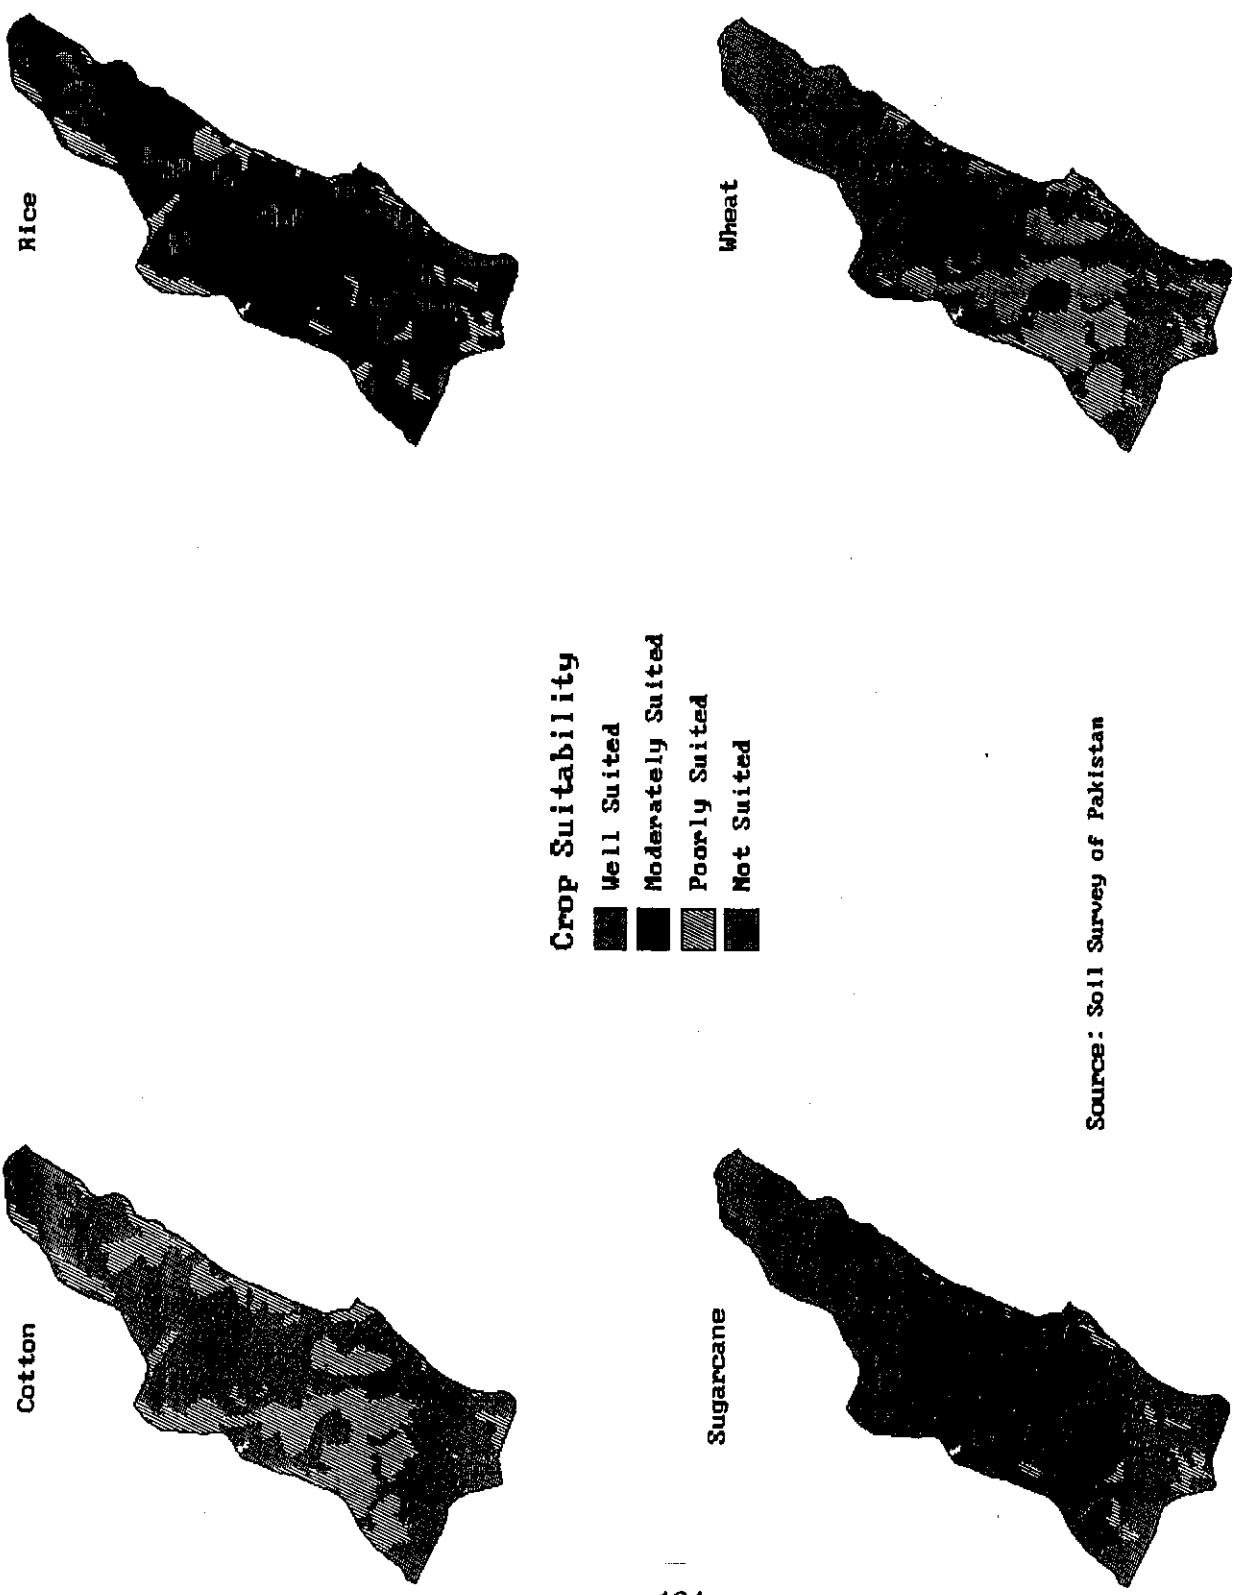 Cotton
Rice
Crop Suitability
Well Suited
Moderately Suited
Poorly Suited
Not Suited
Sugarcane
Wheat
Source: Soil Survey of Pakistan